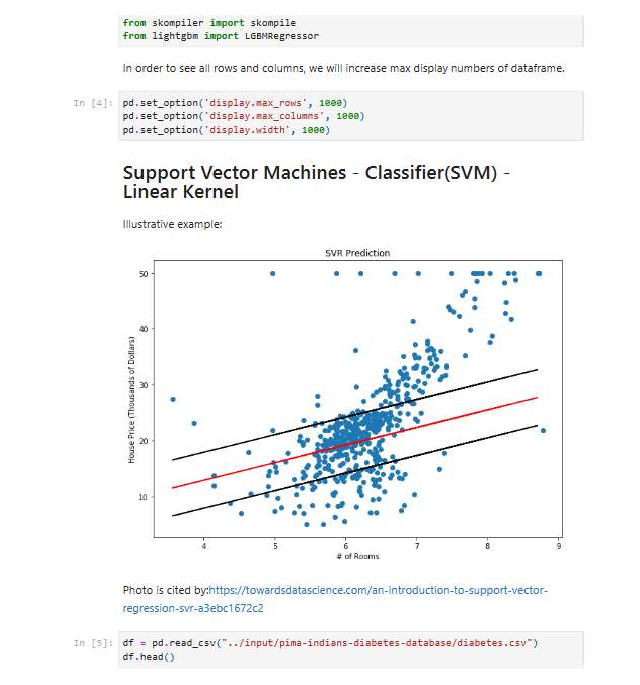 from skompiler import skompile
from lightgbm import LGBMRegressor
In order to see all rows and columns, we will increase max display numbers of dataframe.
In [4]: pd.set_option('display.max_rows', 1000)
pd.set_option('display.max_columns', 1000)
pd.set_option('display.width', 1000)
Support Vector Machines - Classifier(SVM) -
Linear Kernel
Illustrative example:
SVR Prediction
50
40
30
20
10
House Price (Thousands of Dollars)
4 5 6 7 8 9
# of Rooms
Photo is cited by:https://towardsdatascience.com/an-introduction-to-support-vector-
regression-svr-a3ebc1672c2
In [5]: df = pd.read_csv("../input/pima-indians-diabetes-database/diabetes.csv")
df.head()